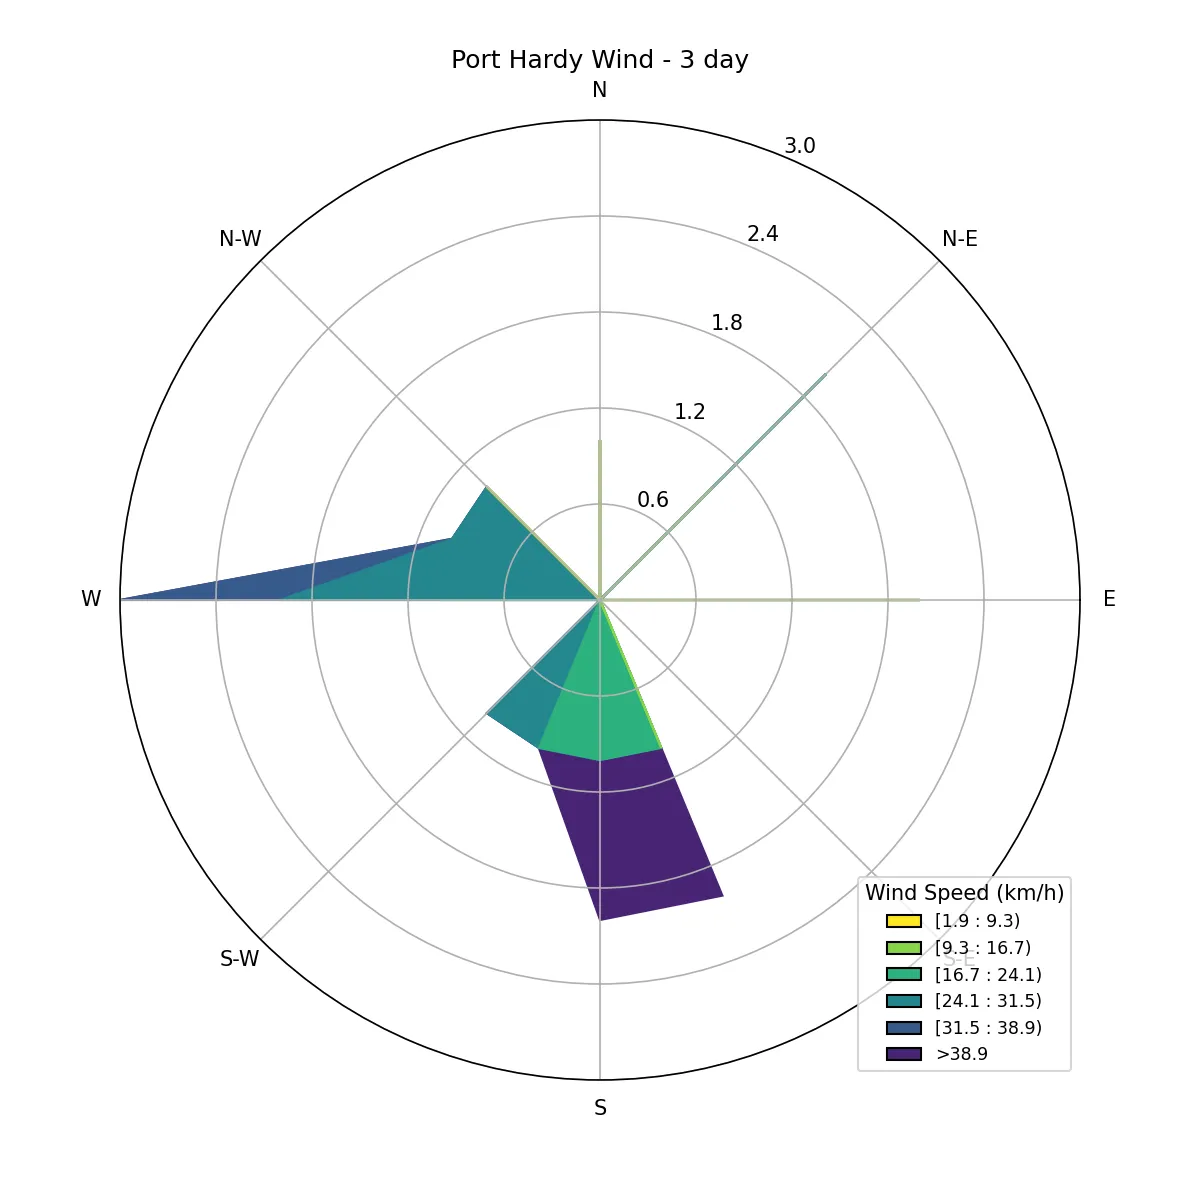 Port Hardy Wind - 3 day
N
3.0
N-W
2.4
N-E
1.8
1.2
0.6
W
E
S-W
S-E
S
Wind Speed (km/h)
[1.9 : 9.3)
[9.3 : 16.7)
[16.7 : 24.1)
[24.1 : 31.5)
[31.5 : 38.9)
>38.9